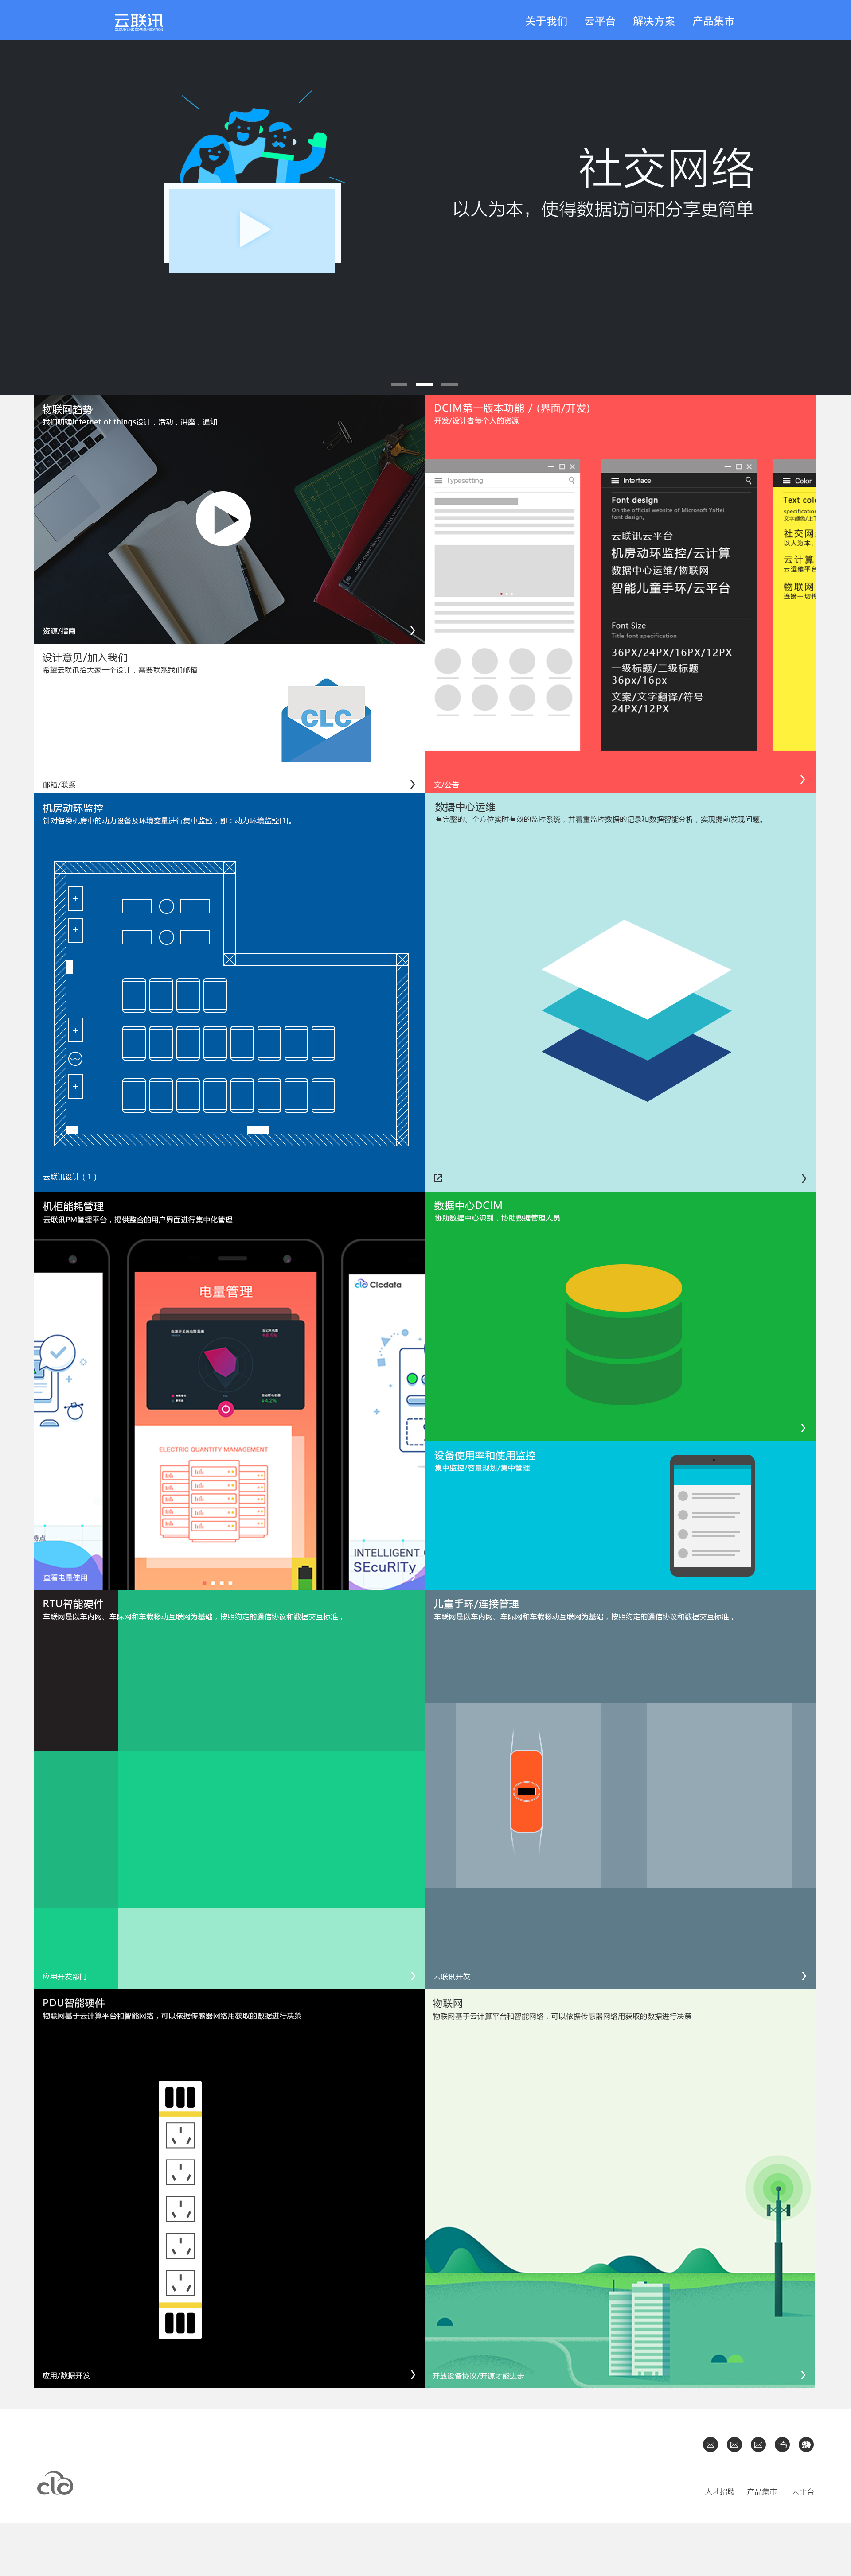 云联讯
关于我们 云平台 解决方案 产品集市
社交网络
以人为本，使得数据访问和分享更简单
物联网趋势
我们明确Internet of things设计，活动，讲座，通知
资源/指南
DCIM第一版本功能 / (界面/开发)
开发/设计者每个人的资源
Typesetting
Interface
Font design
On the official website of Microsoft YaHei
font design。
云联讯云平台
机房动环监控/云计算
数据中心运维/物联网
智能儿童手环/云平台
Font Size
Title font specification
36PX/24PX/16PX/12PX
一级标题/二级标题
36px/16px
文案/文字翻译/符号
24PX/12PX
Color
Text col
specification
文字颜色/上下
社交网
以人为本，
云计算
云运维平台
物联网
连接一切传
文/公告
设计意见/加入我们
希望云联讯给大家一个设计，需要联系我们邮箱
CLC
邮箱/联系
机房动环监控
针对各类机房中的动力设备及环境变量进行集中监控，即：动力环境监控[1]。
云联讯设计（1）
数据中心运维
有完整的、全方位实时有效的监控系统，并着重监控数据的记录和数据智能分析，实现提前发现问题。
机柜能耗管理
云联讯PM管理平台，提供整合的用户界面进行集中化管理
电量管理
ELECTRIC QUANTITY MANAGEMENT
Clcdata
INTELLIGENT
SEcuRITy
待点
查看电量使用
数据中心DCIM
协助数据中心识别，协助数据管理人员
设备使用率和使用监控
集中监控/容量规划/集中管理
RTU智能硬件
车联网是以车内网、车际网和车载移动互联网为基础，按照约定的通信协议和数据交互标准，
应用开发部门
儿童手环/连接管理
车联网是以车内网、车际网和车载移动互联网为基础，按照约定的通信协议和数据交互标准，
云联讯开发
PDU智能硬件
物联网基于云计算平台和智能网络，可以依据传感器网络用获取的数据进行决策
应用/数据开发
物联网
物联网基于云计算平台和智能网络，可以依据传感器网络用获取的数据进行决策
开放设备协议/开源才能进步
clc
人才招聘 产品集市 云平台